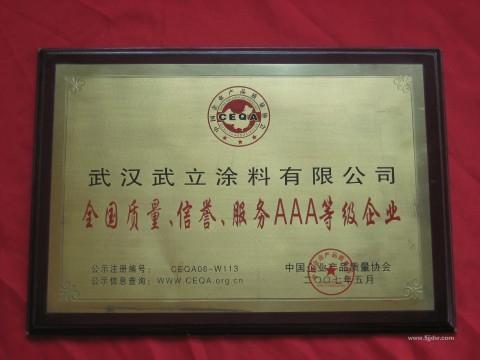 CEQA
武汉武立涂料有限公司
全国质量、信誉、服务AAA等级企业
公示注册编号： CEQA06-W113
公示信息查询：WWW.CEQA.org.cn
中国企业产品质量协会
二〇〇七年五月
www.5jjdw.com